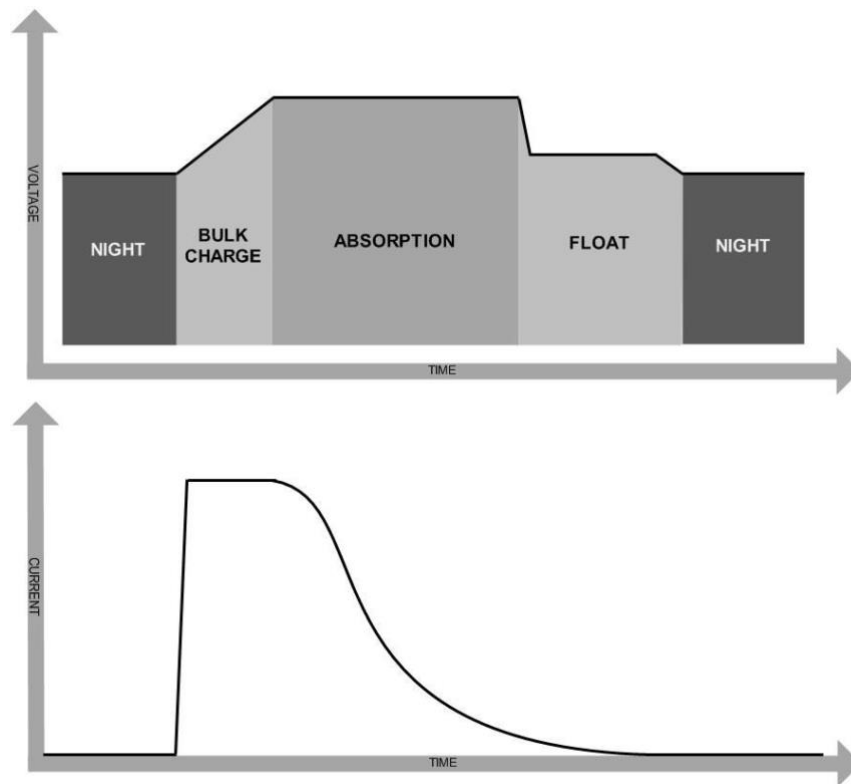 VOLTAGE
NIGHT
BULK
CHARGE
ABSORPTION
FLOAT
NIGHT
TIME
CURRENT
TIME